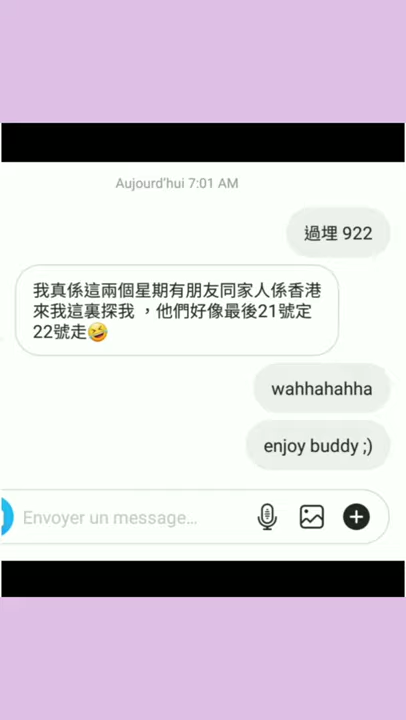 Aujourd'hui 7:01 AM
過埋 922
我真係這兩個星期有朋友同家人係香港
來我這裏探我 ，他們好像最後21號定
22號走🤣
wahhahahha
enjoy buddy ;)
Envoyer un message...